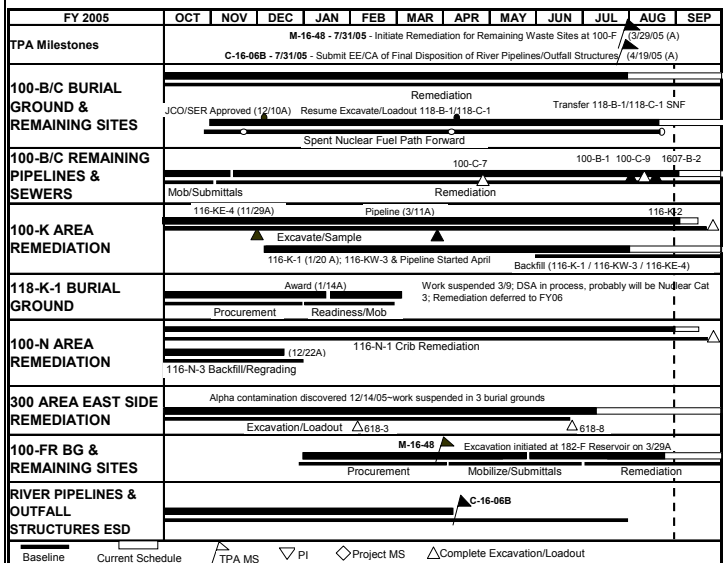 FY 2005 OCT NOV DEC JAN FEB MAR APR MAY JUN JUL AUG SEP
TPA Milestones
M-16-48 - 7/31/05 - Initiate Remediation for Remaining Waste Sites at 100-F (3/29/05 (A)
C-16-06B - 7/31/05 - Submit EE/CA of Final Disposition of River Pipelines/Outfall Structures (4/19/05 (A)
100-B/C BURIAL
GROUND &
REMAINING SITES
Remediation
JCO/SER Approved (12/10A) Resume Excavate/Loadout 118-B-1/118-C-1 Transfer 118-B-1/118-C-1 SNF
Spent Nuclear Fuel Path Forward
100-B/C REMAINING
PIPELINES &
SEWERS
100-C-7 100-B-1 100-C-9 1607-B-2
Mob/Submittals Remediation
100-K AREA
REMEDIATION
116-KE-4 (11/29A) Pipeline (3/11A) 116-K-2
Excavate/Sample
116-K-1 (1/20 A); 116-KW-3 & Pipeline Started April
Backfill (116-K-1 / 116-KW-3 / 116-KE-4)
118-K-1 BURIAL
GROUND
Award (1/14A) Work suspended 3/9; DSA in process, probably will be Nuclear Cat
3; Remediation deferred to FY06
Procurement Readiness/Mob
100-N AREA
REMEDIATION
116-N-1 Crib Remediation
(12/22A)
116-N-3 Backfill/Regrading
300 AREA EAST SIDE
REMEDIATION
Alpha contamination discovered 12/14/05~work suspended in 3 burial grounds
Excavation/Loadout 618-3 618-8
100-FR BG &
REMAINING SITES
M-16-48 Excavation initiated at 182-F Reservoir on 3/29A
Procurement Mobilize/Submittals Remediation
RIVER PIPELINES &
OUTFALL
STRUCTURES ESD
C-16-06B
Baseline Current Schedule TPA MS PI Project MS Complete Excavation/Loadout